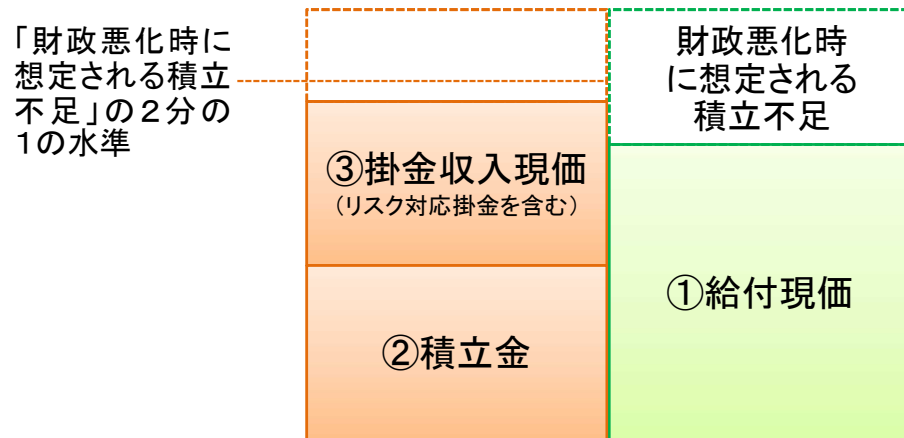 「財政悪化時に
想定される積立
不足」の２分の
１の水準
財政悪化時
に想定される
積立不足
③掛金収入現価
（リスク対応掛金を含む）
①給付現価
②積立金